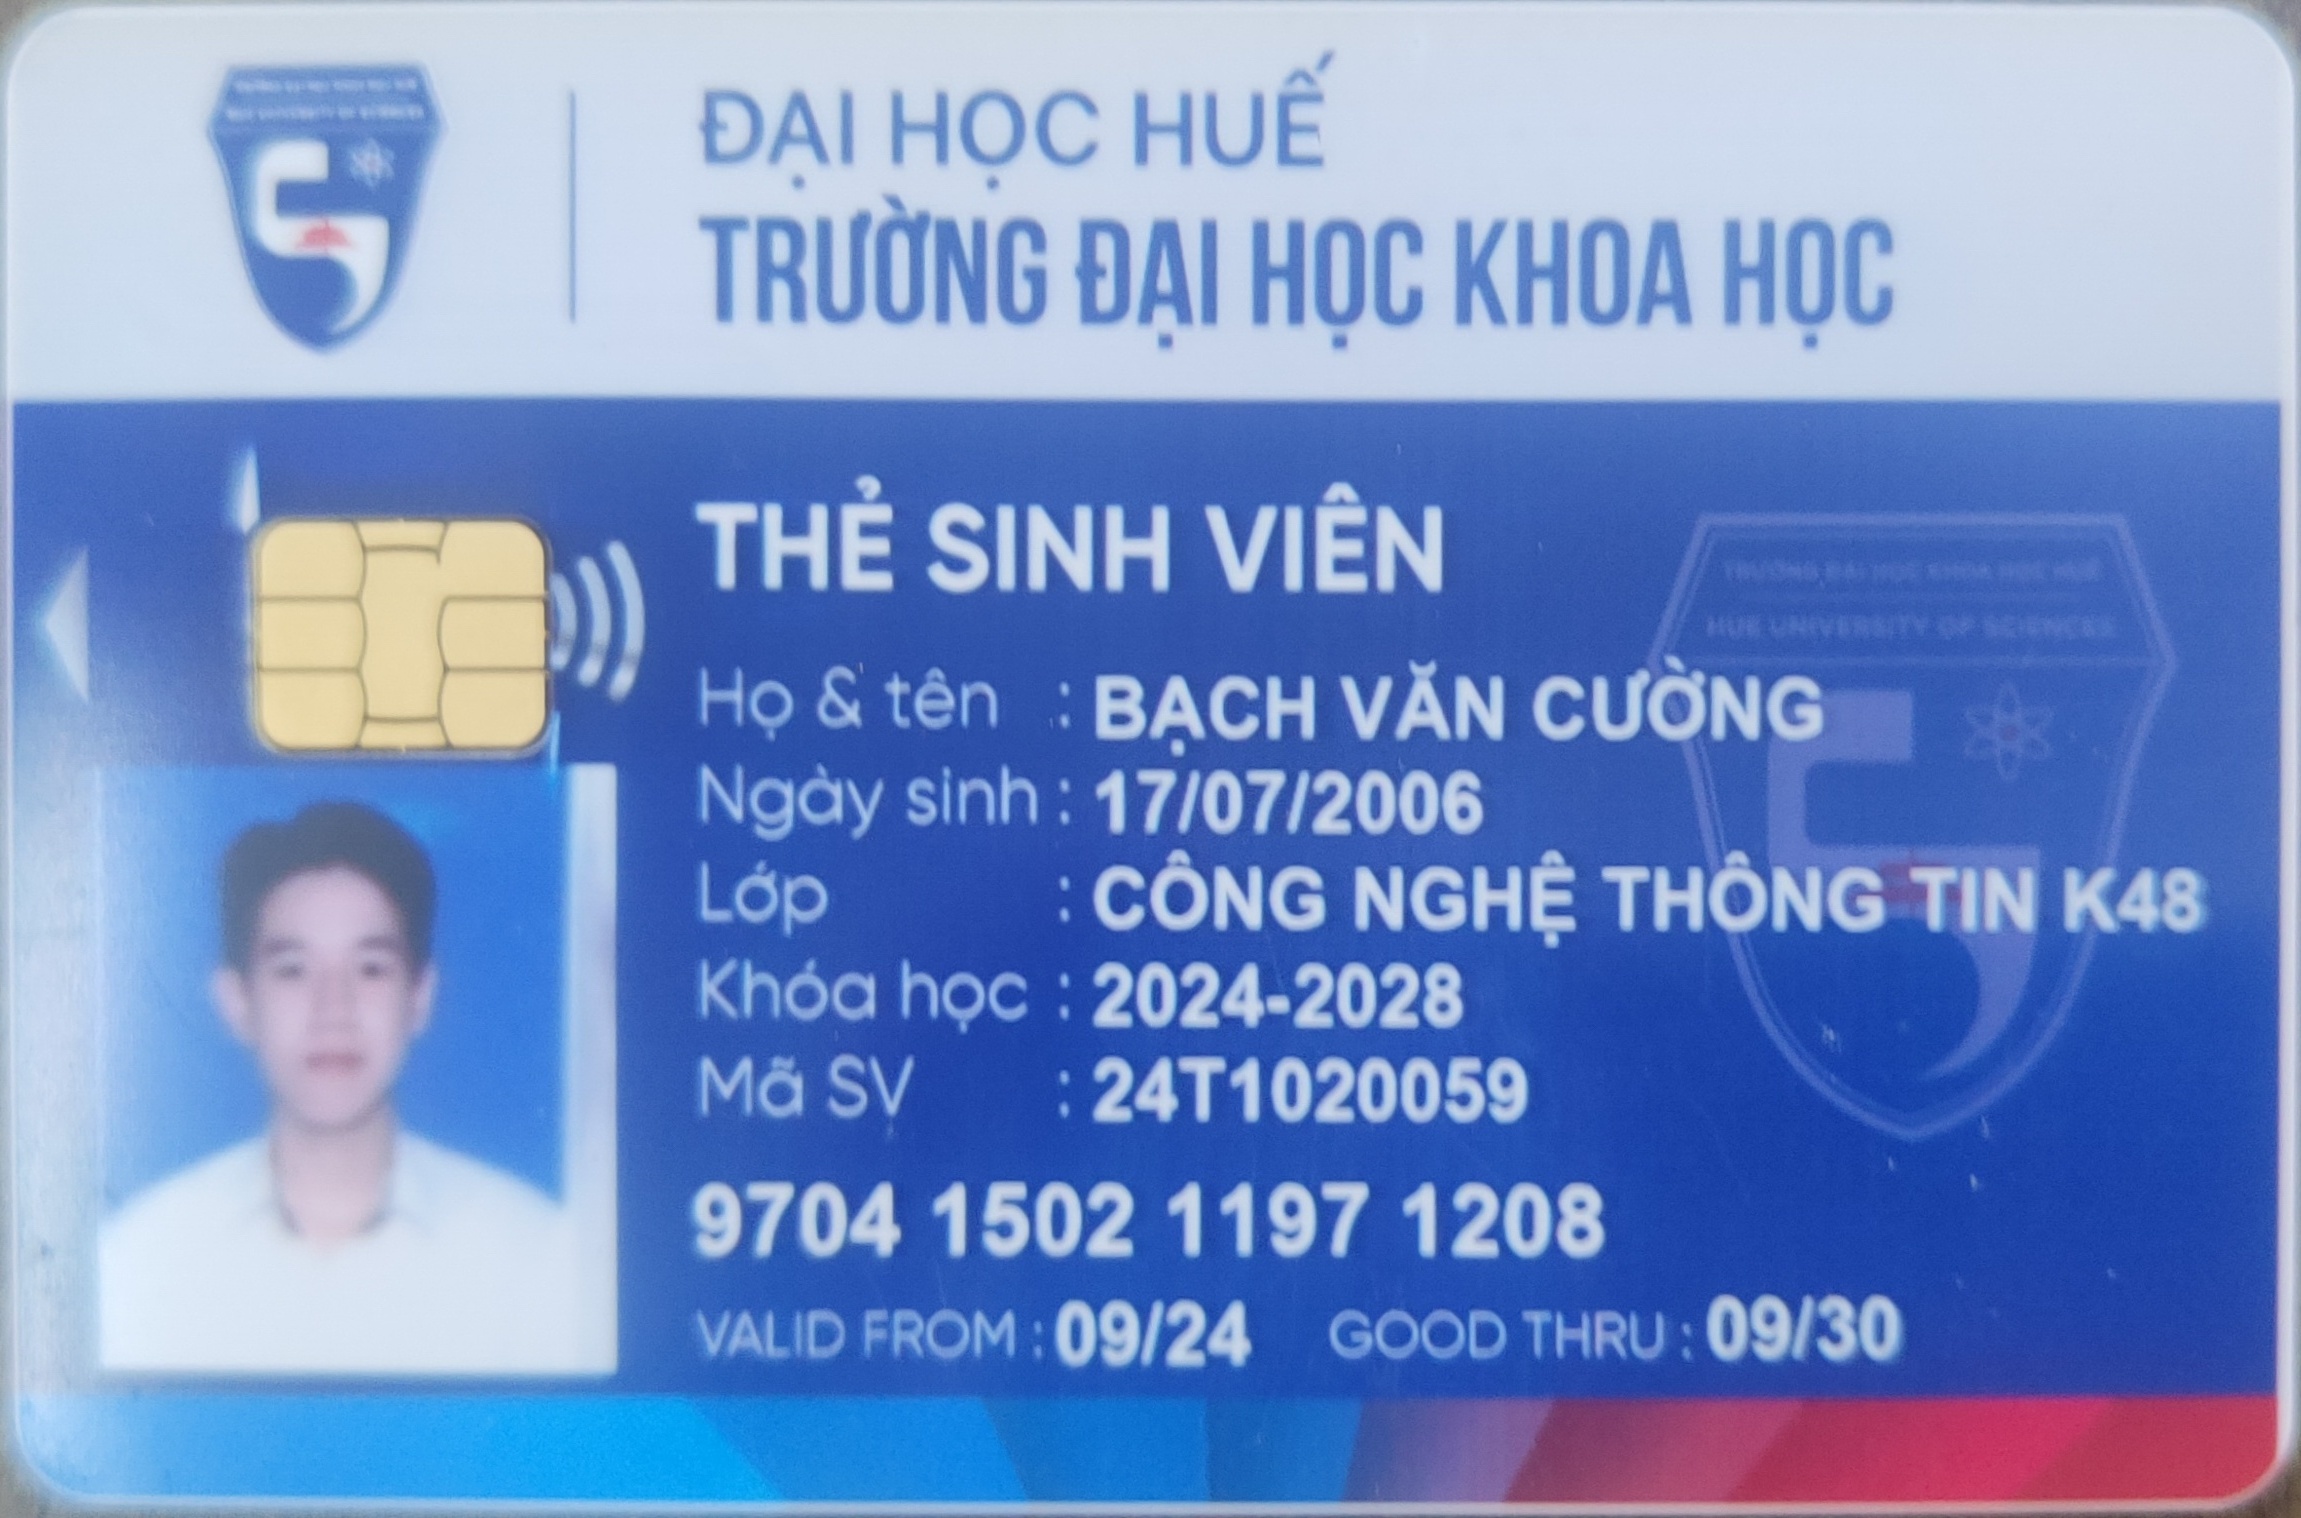 ĐẠI HỌC HUẾ
TRƯỜNG ĐẠI HỌC KHOA HỌC
THẺ SINH VIÊN
TRƯỜNG ĐẠI HỌC KHOA HỌC HUẾ
HUE UNIVERSITY OF SCIENCES
Họ & tên : BẠCH VĂN CƯỜNG
Ngày sinh : 17/07/2006
Lớp : CÔNG NGHỆ THÔNG TIN K48
Khóa học : 2024-2028
Mã SV : 24T1020059
9704 1502 1197 1208
VALID FROM : 09/24 GOOD THRU : 09/30